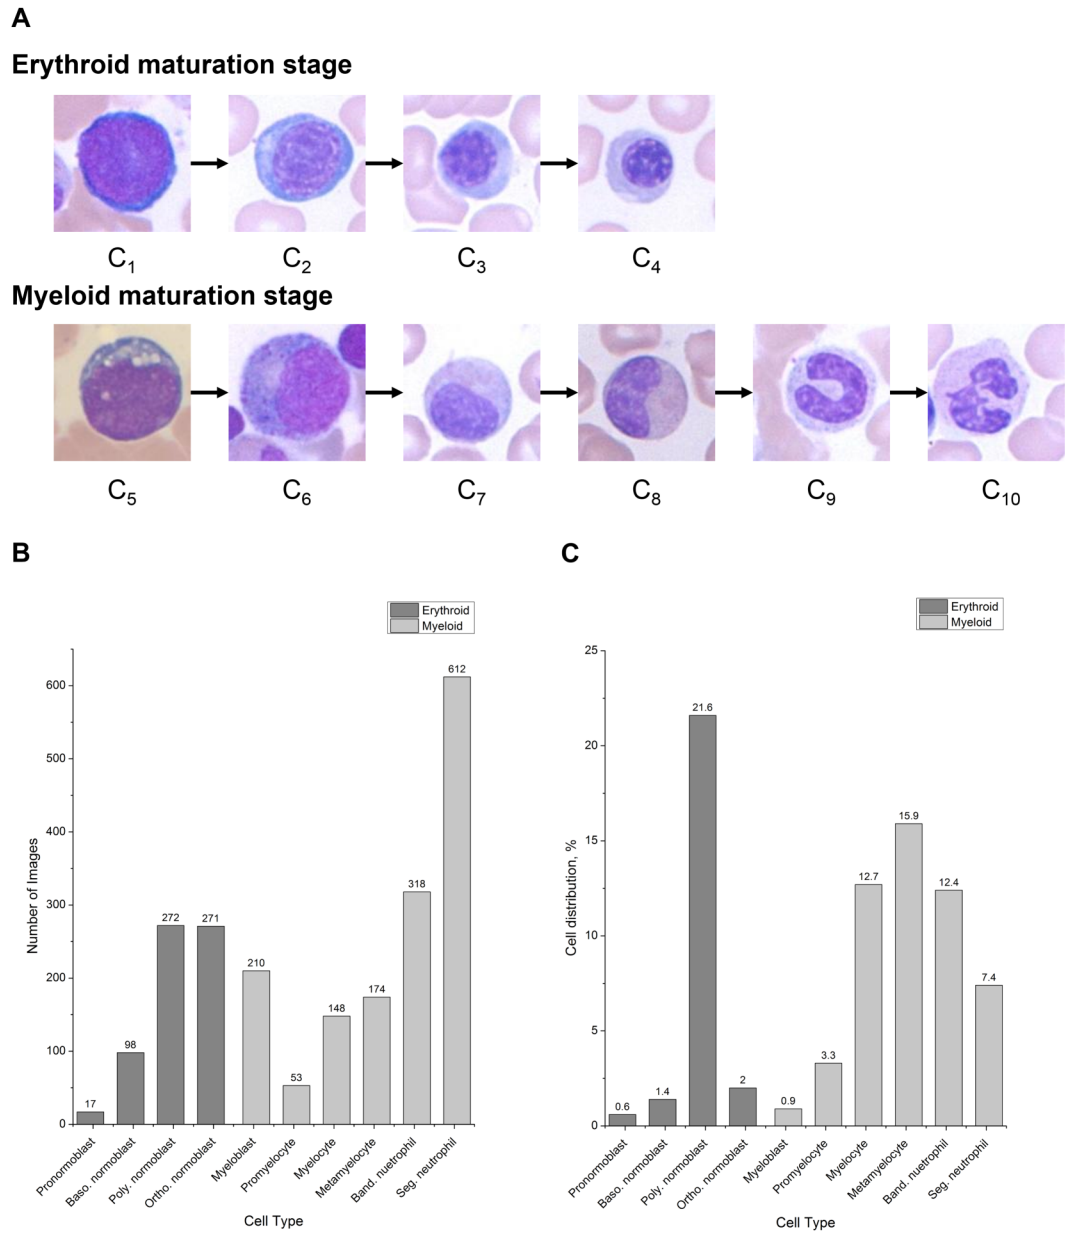 A
Erythroid maturation stage
C₁ C₂ C₃ C₄
Myeloid maturation stage
C₅ C₆ C₇ C₈ C₉ C₁₀
B
Erythroid
Myeloid
Number of Images
600
500
400
300
200
100
0
17 98 272 271 210 53 148 174 318 612
Pronormoblast
Baso. normoblast
Poly. normoblast
Ortho. normoblast
Myeloblast
Promyelocyte
Myelocyte
Metamyelocyte
Band. nuetrophil
Seg. neutrophil
Cell Type
C
Erythroid
Myeloid
Cell distribution, %
25
20
15
10
5
0
0.6 1.4 21.6 2 0.9 3.3 12.7 15.9 12.4 7.4
Pronormoblast
Baso. normoblast
Poly. normoblast
Ortho. normoblast
Myeloblast
Promyelocyte
Myelocyte
Metamyelocyte
Band. nuetrophil
Seg. neutrophil
Cell Type